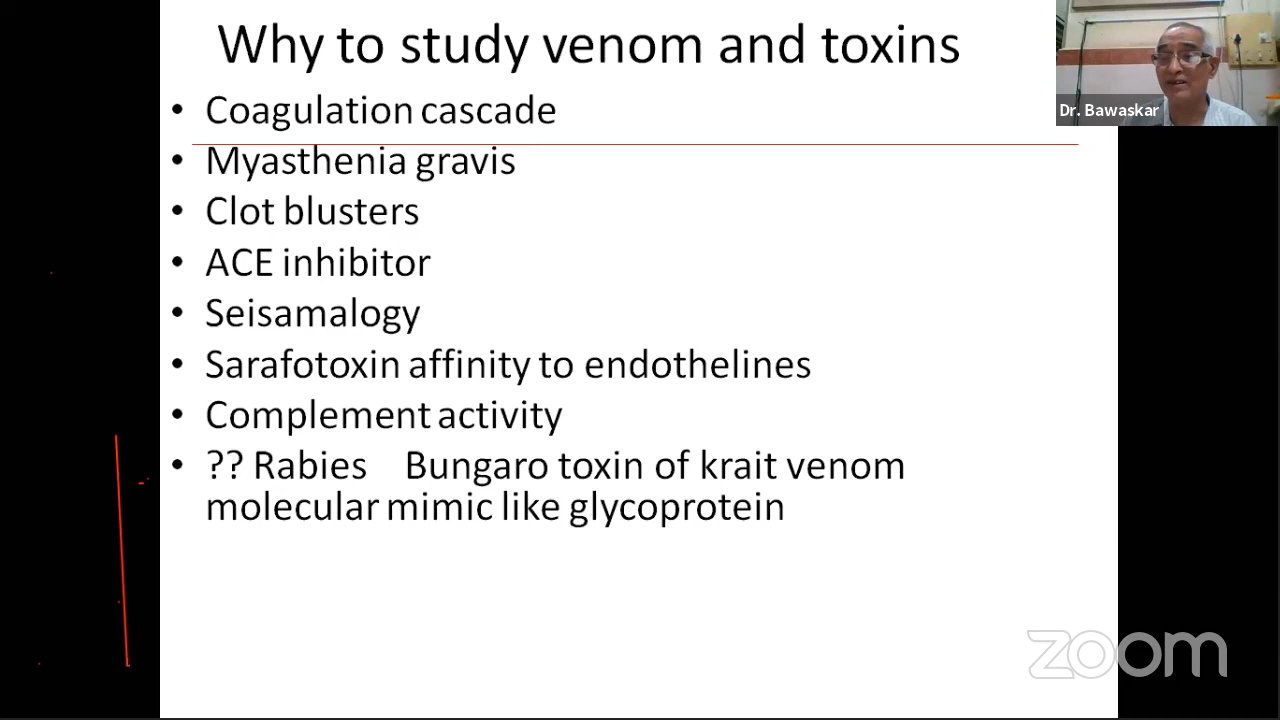 Why to study venom and toxins
• Coagulation cascade
• Myasthenia gravis
• Clot blusters
• ACE inhibitor
• Seisamalogy
• Sarafotoxin affinity to endothelines
• Complement activity
• ?? Rabies Bungaro toxin of krait venom
molecular mimic like glycoprotein
Dr. Bawaskar
zoom